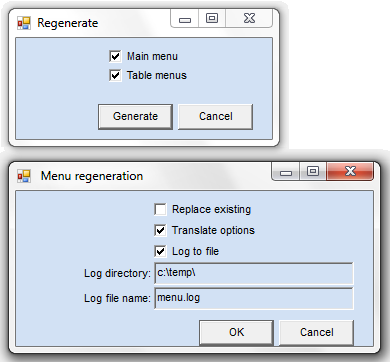 Regenerate
Main menu
Table menus
Generate Cancel
Menu regeneration
Replace existing
Translate options
Log to file
Log directory: c:\temp\
Log file name: menu.log
OK Cancel